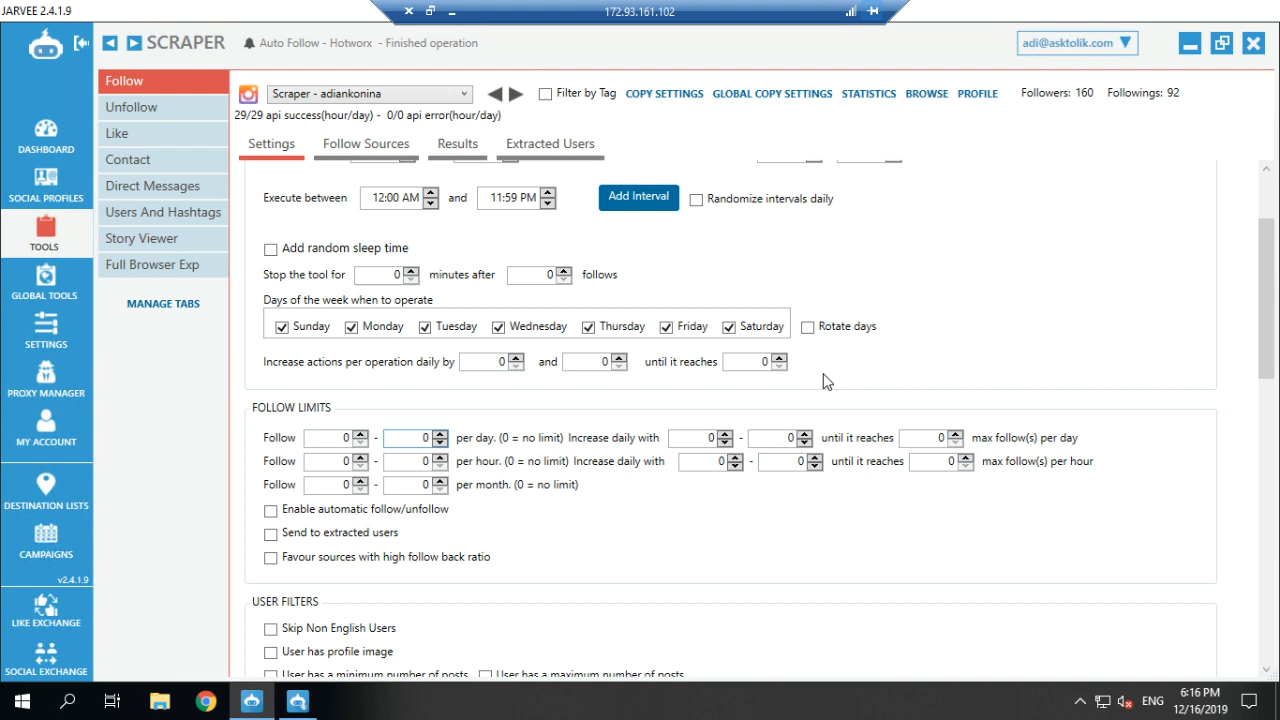 JARVEE 2.4.1.9
172.93.161.102
SCRAPER
Auto Follow - Hotworx - Finished operation
adi@asktolik.com
DASHBOARD
SOCIAL PROFILES
TOOLS
GLOBAL TOOLS
SETTINGS
PROXY MANAGER
MY ACCOUNT
DESTINATION LISTS
CAMPAIGNS
v2.4.1.9
LIKE EXCHANGE
SOCIAL EXCHANGE
Follow
Unfollow
Like
Contact
Direct Messages
Users And Hashtags
Story Viewer
Full Browser Exp
MANAGE TABS
Scraper - adiankonina Filter by Tag COPY SETTINGS GLOBAL COPY SETTINGS STATISTICS BROWSE PROFILE Followers: 160 Followings: 92
29/29 api success(hour/day) - 0/0 api error(hour/day)
Settings Follow Sources Results Extracted Users
Execute between 12:00 AM and 11:59 PM Add Interval Randomize intervals daily
Add random sleep time
Stop the tool for 0 minutes after 0 follows
Days of the week when to operate
Sunday Monday Tuesday Wednesday Thursday Friday Saturday Rotate days
Increase actions per operation daily by 0 and 0 until it reaches 0
FOLLOW LIMITS
Follow 0 - 0 per day. (0 = no limit) Increase daily with 0 - 0 until it reaches 0 max follow(s) per day
Follow 0 - 0 per hour. (0 = no limit) Increase daily with 0 - 0 until it reaches 0 max follow(s) per hour
Follow 0 - 0 per month. (0 = no limit)
Enable automatic follow/unfollow
Send to extracted users
Favour sources with high follow back ratio
USER FILTERS
Skip Non English Users
User has profile image
User has a minimum number of posts User has a maximum number of posts
ENG
6:16 PM
12/16/2019